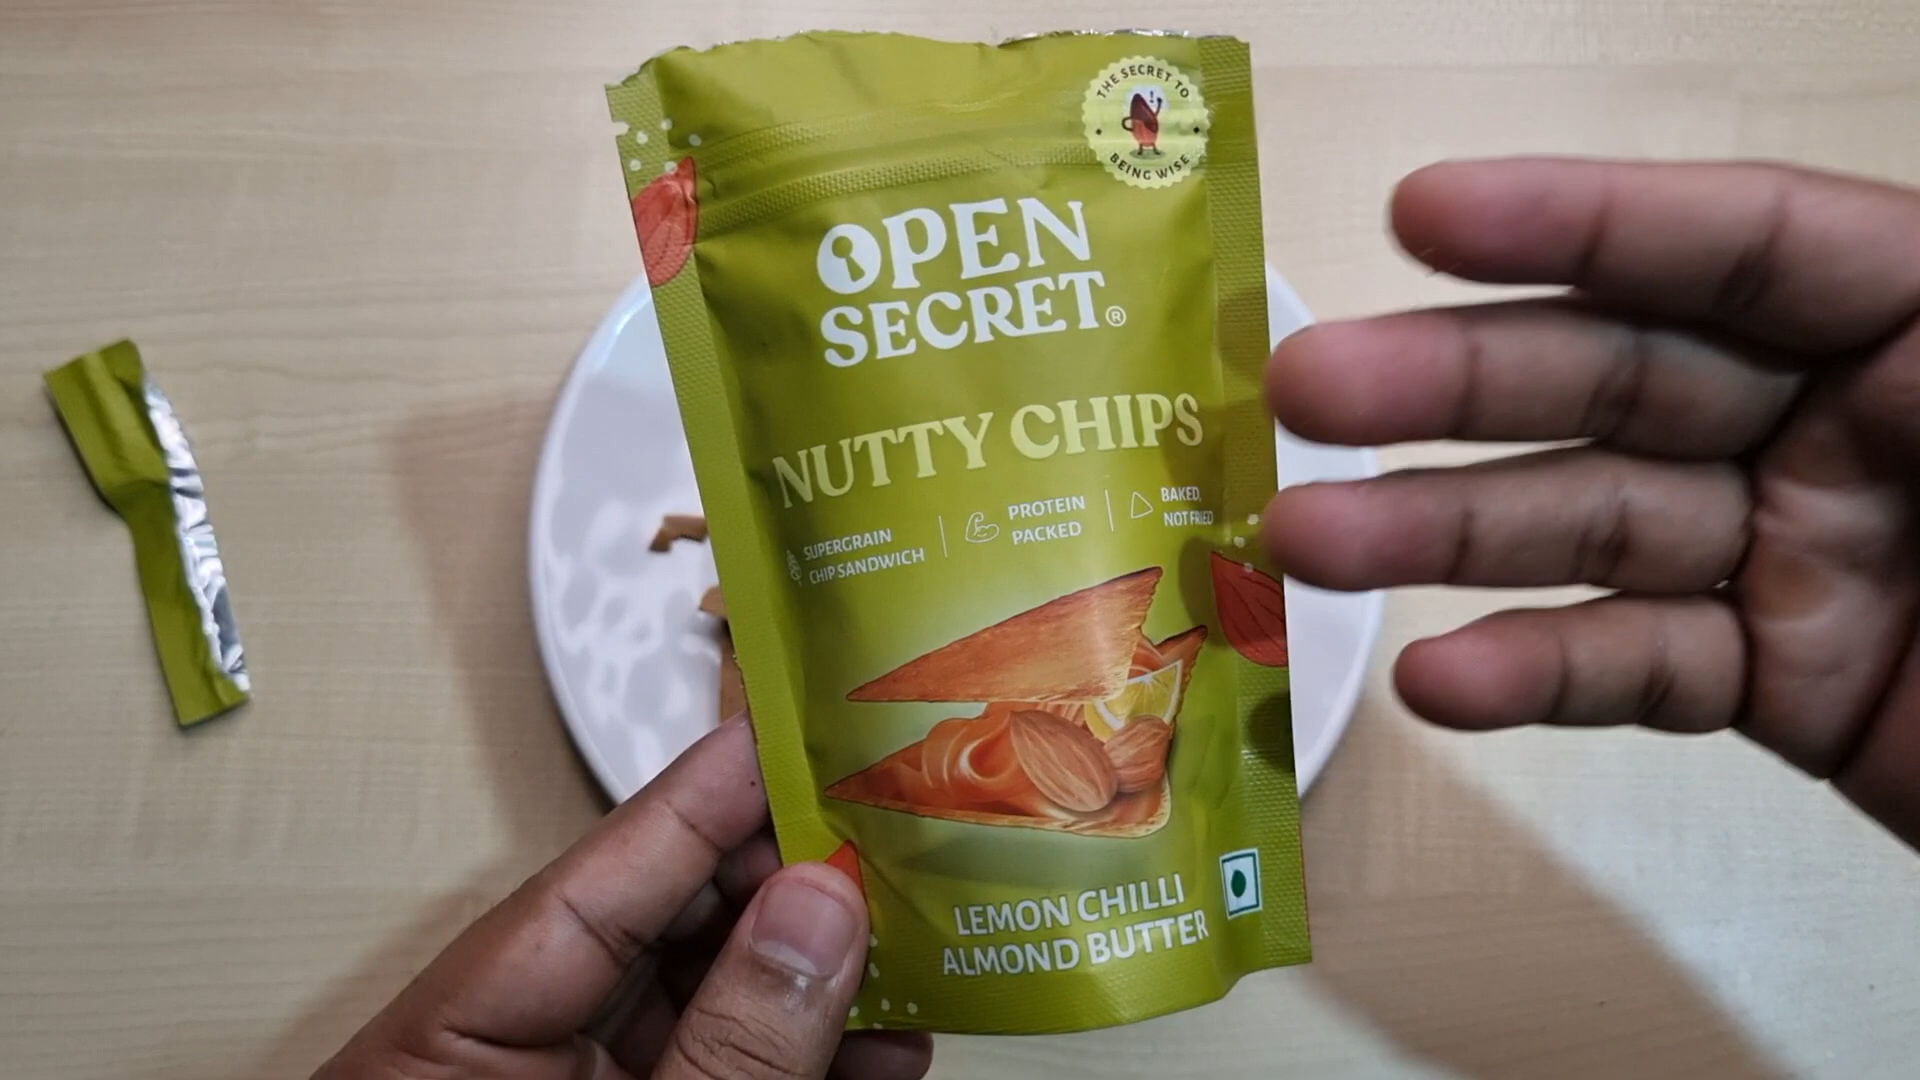 THE SECRET TO
BEING WISE
OPEN
SECRET®
NUTTY CHIPS
SUPERGRAIN
CHIP SANDWICH
PROTEIN
PACKED
BAKED,
NOT FRIED
LEMON CHILLI
ALMOND BUTTER